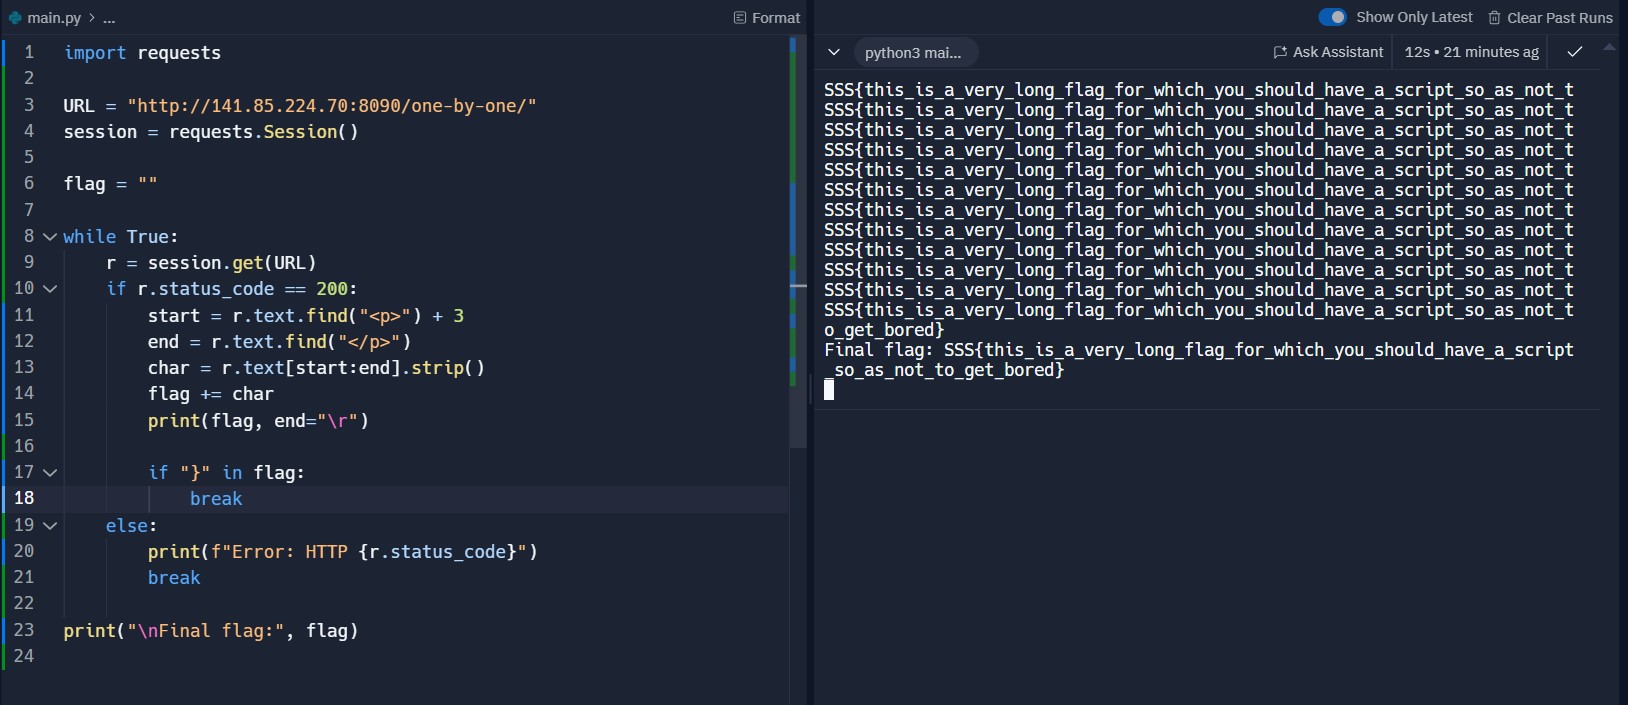 main.py > ...
Format
1 import requests
2
3 URL = "http://141.85.224.70:8090/one-by-one/"
4 session = requests.Session()
5
6 flag = ""
7
8 while True:
9     r = session.get(URL)
10     if r.status_code == 200:
11         start = r.text.find("<p>") + 3
12         end = r.text.find("</p>")
13         char = r.text[start:end].strip()
14         flag += char
15         print(flag, end="\r")
16
17         if "}" in flag:
18             break
19     else:
20         print(f"Error: HTTP {r.status_code}")
21         break
22
23 print("\nFinal flag:", flag)
24
Show Only Latest
Clear Past Runs
python3 mai...
Ask Assistant
12s • 21 minutes ag
SSS{this_is_a_very_long_flag_for_which_you_should_have_a_script_so_as_not_t
SSS{this_is_a_very_long_flag_for_which_you_should_have_a_script_so_as_not_t
SSS{this_is_a_very_long_flag_for_which_you_should_have_a_script_so_as_not_t
SSS{this_is_a_very_long_flag_for_which_you_should_have_a_script_so_as_not_t
SSS{this_is_a_very_long_flag_for_which_you_should_have_a_script_so_as_not_t
SSS{this_is_a_very_long_flag_for_which_you_should_have_a_script_so_as_not_t
SSS{this_is_a_very_long_flag_for_which_you_should_have_a_script_so_as_not_t
SSS{this_is_a_very_long_flag_for_which_you_should_have_a_script_so_as_not_t
SSS{this_is_a_very_long_flag_for_which_you_should_have_a_script_so_as_not_t
SSS{this_is_a_very_long_flag_for_which_you_should_have_a_script_so_as_not_t
SSS{this_is_a_very_long_flag_for_which_you_should_have_a_script_so_as_not_t
SSS{this_is_a_very_long_flag_for_which_you_should_have_a_script_so_as_not_t
o_get_bored}
Final flag: SSS{this_is_a_very_long_flag_for_which_you_should_have_a_script
_so_as_not_to_get_bored}